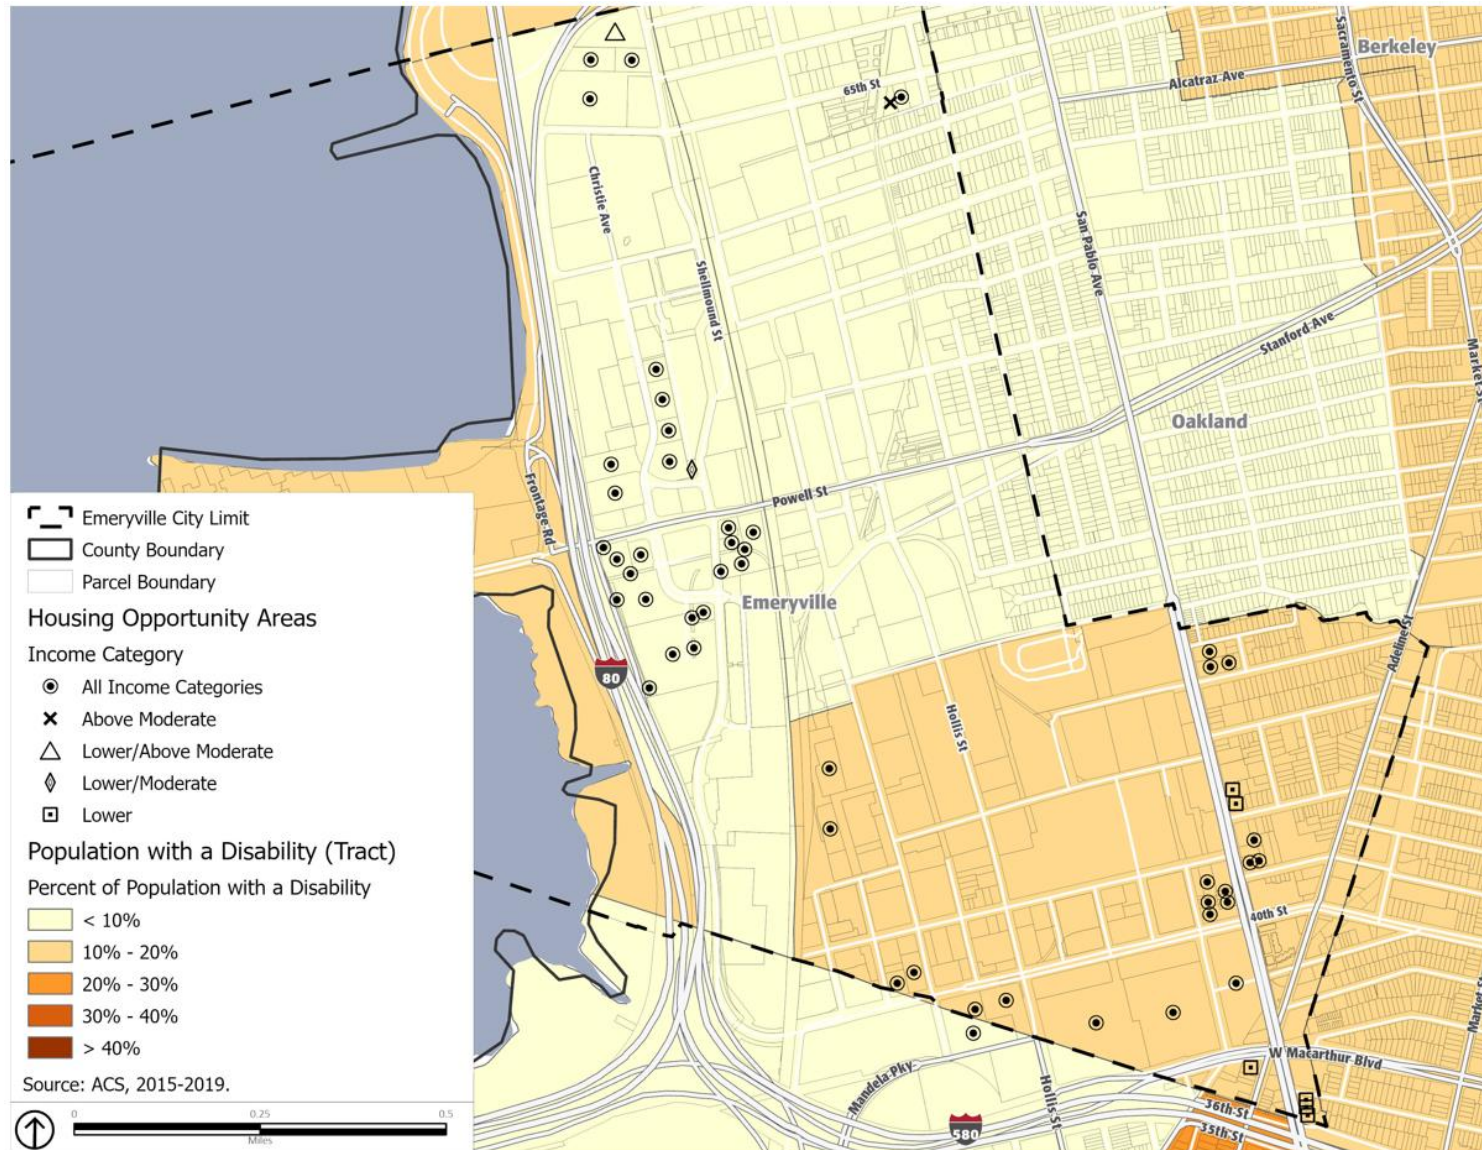 Berkeley
Sacramento St
Alcatraz Ave
65th St
Christie Ave
Shellmound St
San Pablo Ave
Stanford Ave
Market St
Oakland
Powell St
Frontage Rd
Emeryville
80
Adeline St
Hollis St
40th St
Market St
W Macarthur Blvd
Mandela Pky
Hollis St
580
36th St
35th St
Emeryville City Limit
County Boundary
Parcel Boundary
Housing Opportunity Areas
Income Category
All Income Categories
Above Moderate
Lower/Above Moderate
Lower/Moderate
Lower
Population with a Disability (Tract)
Percent of Population with a Disability
< 10%
10% - 20%
20% - 30%
30% - 40%
> 40%
Source: ACS, 2015-2019.
0 0.25 0.5
Miles